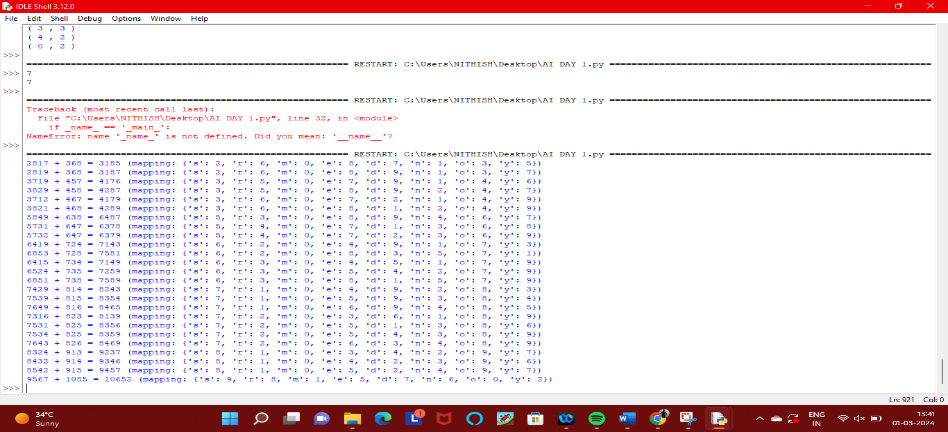 IDLE Shell 3.12.0
File Edit Shell Debug Options Window Help
( 3 , 3 )
( 4 , 2 )
( 0 , 2 )
>>>
RESTART: C:\Users\NITHISH\Desktop\AI DAY 1.py
>>> 7
7
>>>
RESTART: C:\Users\NITHISH\Desktop\AI DAY 1.py
Traceback (most recent call last):
File "C:\Users\NITHISH\Desktop\AI DAY 1.py", line 32, in <module>
if _name_ == '_main_':
NameError: name '_name_' is not defined. Did you mean: '__name__'?
>>>
RESTART: C:\Users\NITHISH\Desktop\AI DAY 1.py
2817 + 368 = 3185 (mapping: {'s': 2, 'r': 6, 'm': 0, 'e': 8, 'd': 7, 'n': 1, 'o': 3, 'y': 5})
2819 + 368 = 3187 (mapping: {'s': 2, 'r': 6, 'm': 0, 'e': 8, 'd': 9, 'n': 1, 'o': 3, 'y': 7})
3719 + 457 = 4176 (mapping: {'s': 3, 'r': 5, 'm': 0, 'e': 7, 'd': 9, 'n': 1, 'o': 4, 'y': 6})
3829 + 458 = 4287 (mapping: {'s': 3, 'r': 5, 'm': 0, 'e': 8, 'd': 9, 'n': 2, 'o': 4, 'y': 7})
3712 + 467 = 4179 (mapping: {'s': 3, 'r': 6, 'm': 0, 'e': 7, 'd': 2, 'n': 1, 'o': 4, 'y': 9})
3821 + 468 = 4289 (mapping: {'s': 3, 'r': 6, 'm': 0, 'e': 8, 'd': 1, 'n': 2, 'o': 4, 'y': 9})
5849 + 638 = 6487 (mapping: {'s': 5, 'r': 3, 'm': 0, 'e': 8, 'd': 9, 'n': 4, 'o': 6, 'y': 7})
5731 + 647 = 6378 (mapping: {'s': 5, 'r': 4, 'm': 0, 'e': 7, 'd': 1, 'n': 3, 'o': 6, 'y': 8})
5732 + 647 = 6379 (mapping: {'s': 5, 'r': 4, 'm': 0, 'e': 7, 'd': 2, 'n': 3, 'o': 6, 'y': 9})
6419 + 724 = 7143 (mapping: {'s': 6, 'r': 2, 'm': 0, 'e': 4, 'd': 9, 'n': 1, 'o': 7, 'y': 3})
6853 + 728 = 7581 (mapping: {'s': 6, 'r': 2, 'm': 0, 'e': 8, 'd': 3, 'n': 5, 'o': 7, 'y': 1})
6415 + 734 = 7149 (mapping: {'s': 6, 'r': 3, 'm': 0, 'e': 4, 'd': 5, 'n': 1, 'o': 7, 'y': 9})
6524 + 735 = 7259 (mapping: {'s': 6, 'r': 3, 'm': 0, 'e': 5, 'd': 4, 'n': 2, 'o': 7, 'y': 9})
6851 + 738 = 7589 (mapping: {'s': 6, 'r': 3, 'm': 0, 'e': 8, 'd': 1, 'n': 5, 'o': 7, 'y': 9})
7429 + 814 = 8243 (mapping: {'s': 7, 'r': 1, 'm': 0, 'e': 4, 'd': 9, 'n': 2, 'o': 8, 'y': 3})
7539 + 815 = 8354 (mapping: {'s': 7, 'r': 1, 'm': 0, 'e': 5, 'd': 9, 'n': 3, 'o': 8, 'y': 4})
7649 + 816 = 8465 (mapping: {'s': 7, 'r': 1, 'm': 0, 'e': 6, 'd': 9, 'n': 4, 'o': 8, 'y': 5})
7316 + 823 = 8139 (mapping: {'s': 7, 'r': 2, 'm': 0, 'e': 3, 'd': 6, 'n': 1, 'o': 8, 'y': 9})
7531 + 825 = 8356 (mapping: {'s': 7, 'r': 2, 'm': 0, 'e': 5, 'd': 1, 'n': 3, 'o': 8, 'y': 6})
7534 + 825 = 8359 (mapping: {'s': 7, 'r': 2, 'm': 0, 'e': 5, 'd': 4, 'n': 3, 'o': 8, 'y': 9})
7643 + 826 = 8469 (mapping: {'s': 7, 'r': 2, 'm': 0, 'e': 6, 'd': 3, 'n': 4, 'o': 8, 'y': 9})
8324 + 913 = 9237 (mapping: {'s': 8, 'r': 1, 'm': 0, 'e': 3, 'd': 4, 'n': 2, 'o': 9, 'y': 7})
8432 + 914 = 9346 (mapping: {'s': 8, 'r': 1, 'm': 0, 'e': 4, 'd': 2, 'n': 3, 'o': 9, 'y': 6})
8542 + 915 = 9457 (mapping: {'s': 8, 'r': 1, 'm': 0, 'e': 5, 'd': 2, 'n': 4, 'o': 9, 'y': 7})
9567 + 1085 = 10652 (mapping: {'s': 9, 'r': 8, 'm': 1, 'e': 5, 'd': 7, 'n': 6, 'o': 0, 'y': 2})
>>>
Ln: 921 Col: 0
34°C
Sunny
ENG
IN
13:41
01-03-2024